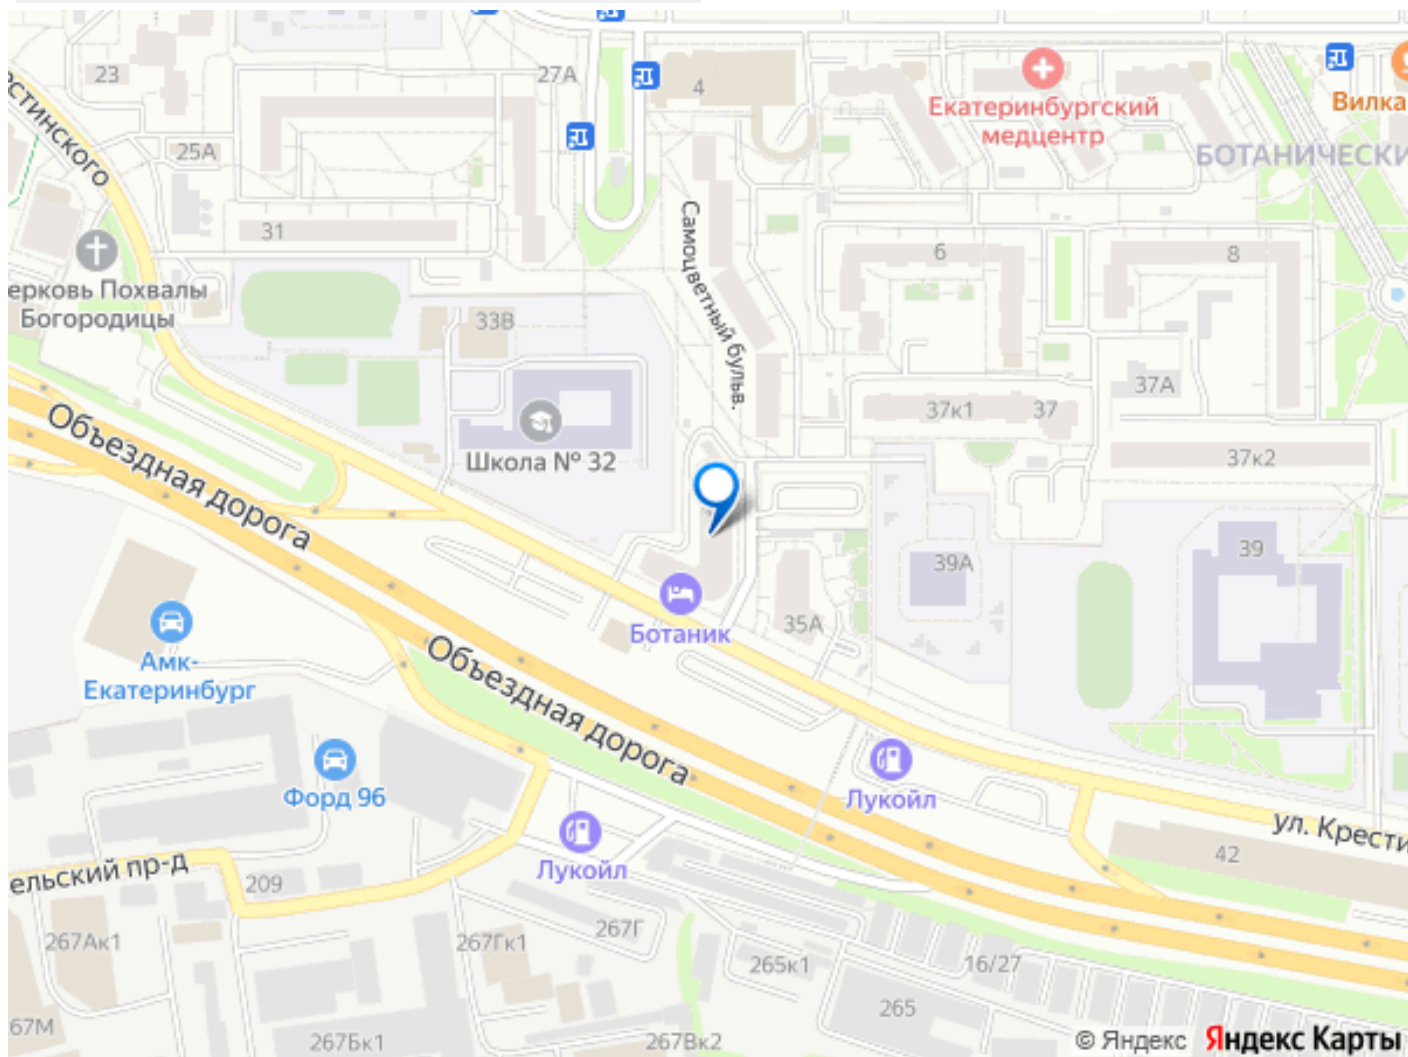 23
27А
4
Екатеринбургский
медцентр
Вилка
БОТАНИЧЕСКИ
естинского
25А
31
Самоцветный бульв.
6
8
ерковь Похвалы
Богородицы
33В
37А
37к1
37
37к2
Объездная дорога
Школа № 32
39А
39
Ботаник
35А
Амк-
Екатеринбург
Объездная дорога
Форд 96
Лукойл
ул. Крести
42
Лукойл
ельский пр-д
209
267Ак1
267Гк1
267Г
265к1
16/27
265
67М
267Бк1
267Вк2
© Яндекс Яндекс Карты